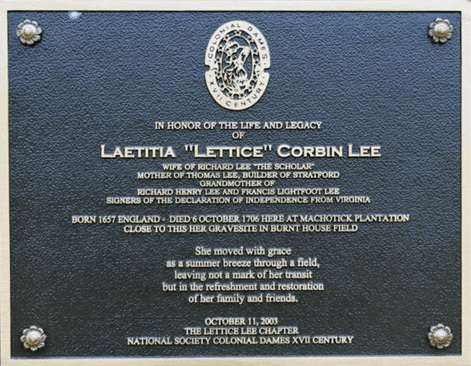 COLONIAL DAMES
XVII CENTURY
IN HONOR OF THE LIFE AND LEGACY
OF
LAETITIA "LETTICE" CORBIN LEE
WIFE OF RICHARD LEE "THE SCHOLAR"
MOTHER OF THOMAS LEE, BUILDER OF STRATFORD
GRANDMOTHER OF
RICHARD HENRY LEE AND FRANCIS LIGHTFOOT LEE
SIGNERS OF THE DECLARATION OF INDEPENDENCE FROM VIRGINIA
BORN 1657 ENGLAND - DIED 6 OCTOBER 1706 HERE AT MACHOTICK PLANTATION
CLOSE TO THIS HER GRAVESITE IN BURNT HOUSE FIELD
She moved with grace
as a summer breeze through a field,
leaving not a mark of her transit
but in the refreshment and restoration
of her family and friends.
OCTOBER 11, 2003
THE LETTICE LEE CHAPTER
NATIONAL SOCIETY COLONIAL DAMES XVII CENTURY